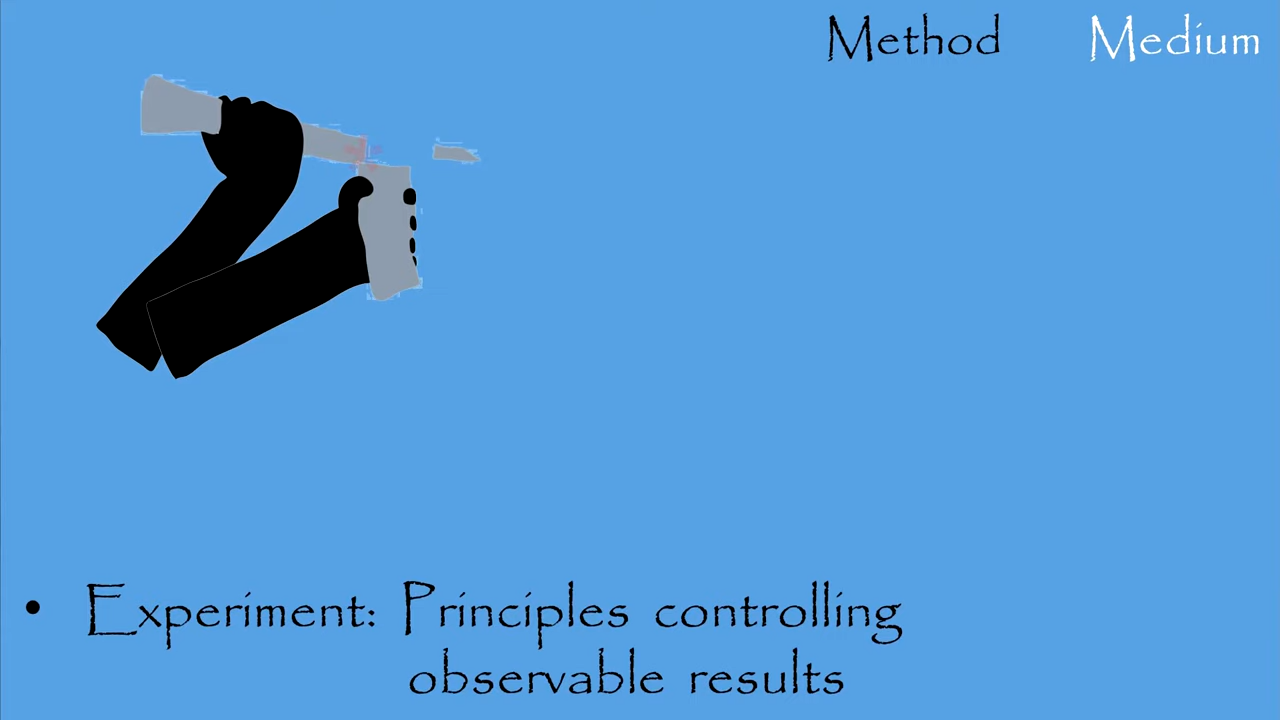 Method Medium
• Experiment: Principles controlling
observable results